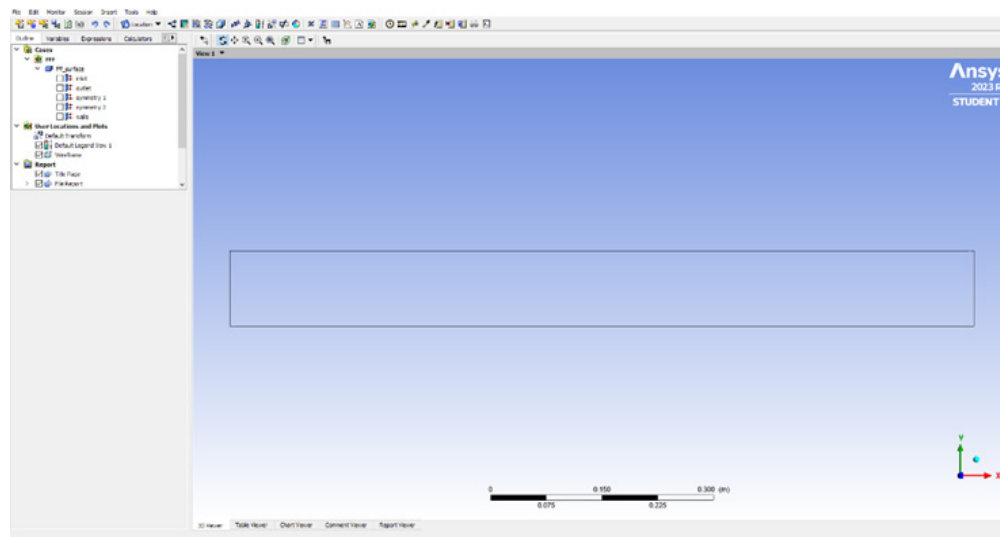 File Edit Monitor Session Insert Tools Help
Location
Outline Variables Expressions Calculators
View 1
Cases
FFF
FF_surface
inlet
outlet
symmetry 1
symmetry 2
walls
User Locations and Plots
Default Transform
Default Legend View 1
Wireframe
Report
Title Page
File Report
Ansys
2023 R
STUDENT
Y
X
0 0.150 0.300 (m)
0.075 0.225
3D Viewer Table Viewer Chart Viewer Comment Viewer Report Viewer